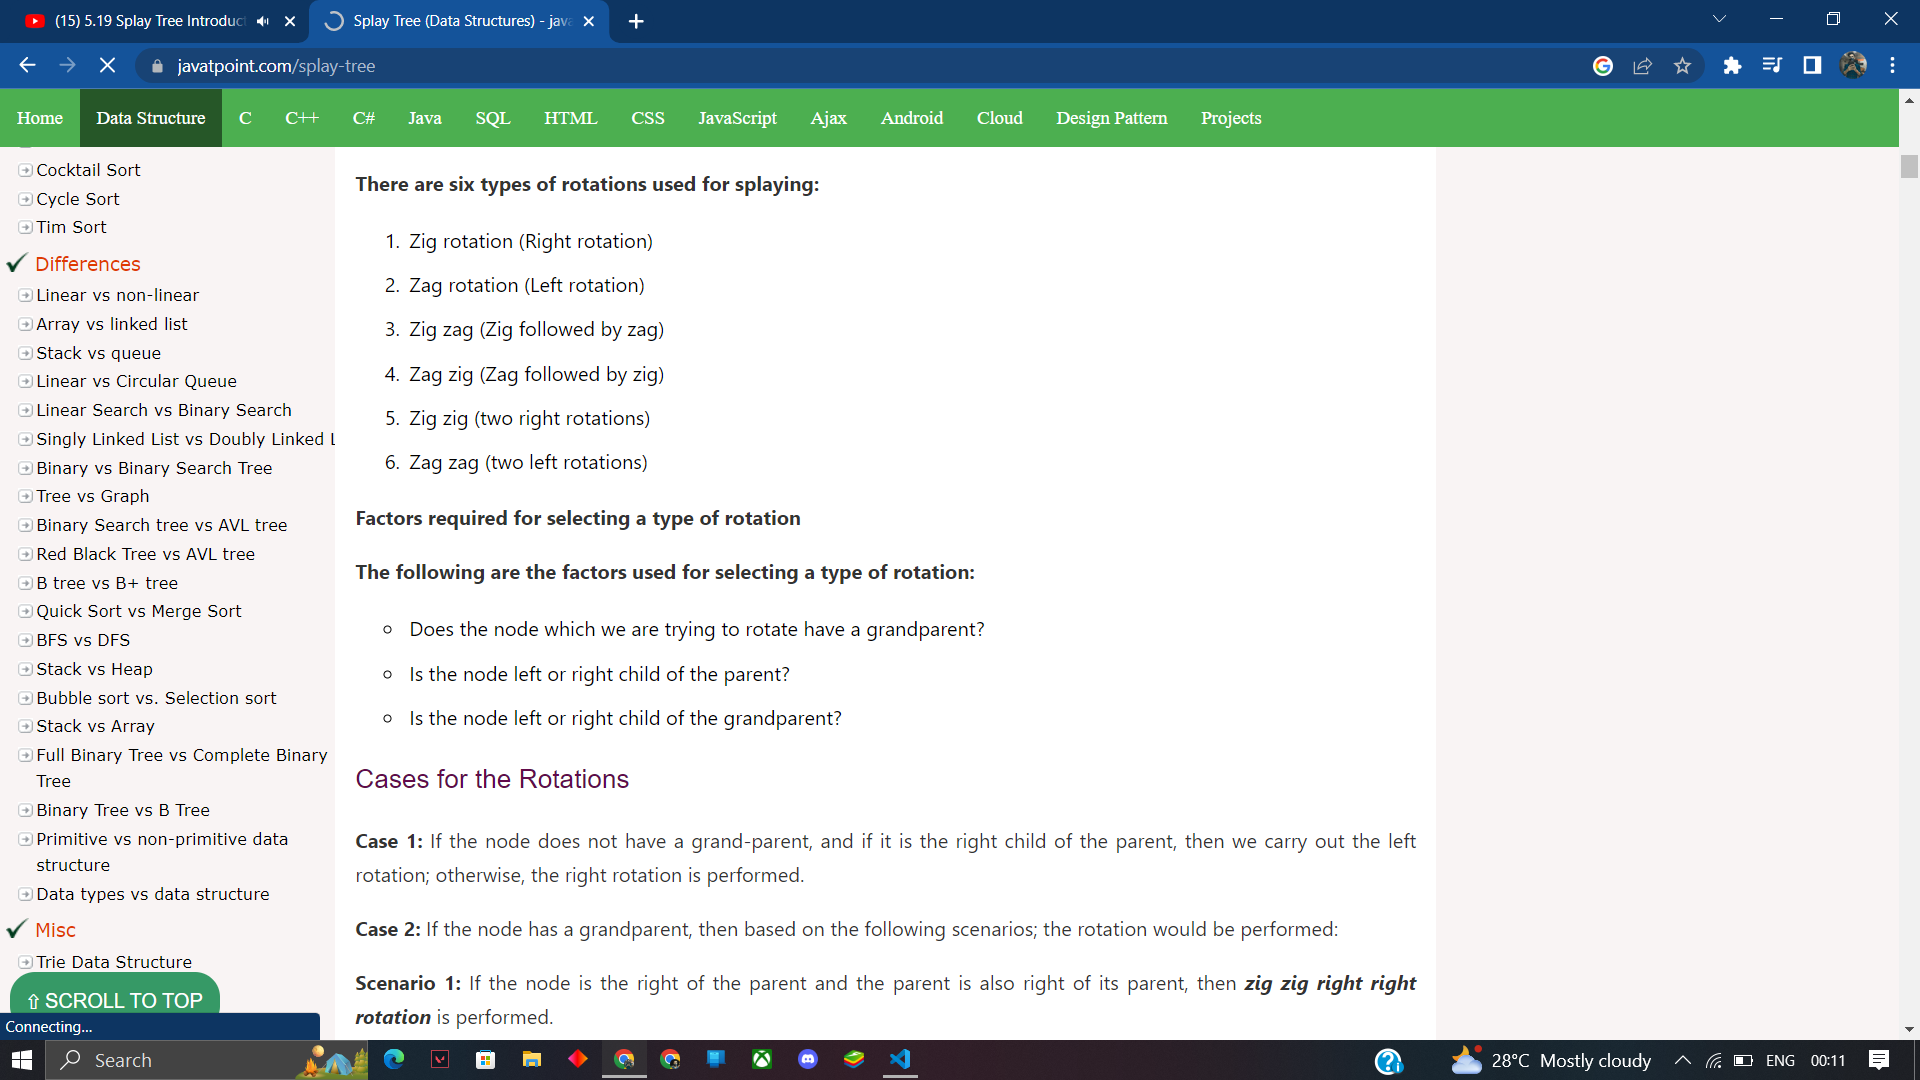 (15) 5.19 Splay Tree Introduc
Splay Tree (Data Structures) - java
javatpoint.com/splay-tree
Home Data Structure C C++ C# Java SQL HTML CSS JavaScript Ajax Android Cloud Design Pattern Projects
Cocktail Sort
Cycle Sort
Tim Sort
Differences
Linear vs non-linear
Array vs linked list
Stack vs queue
Linear vs Circular Queue
Linear Search vs Binary Search
Singly Linked List vs Doubly Linked L
Binary vs Binary Search Tree
Tree vs Graph
Binary Search tree vs AVL tree
Red Black Tree vs AVL tree
B tree vs B+ tree
Quick Sort vs Merge Sort
BFS vs DFS
Stack vs Heap
Bubble sort vs. Selection sort
Stack vs Array
Full Binary Tree vs Complete Binary
Tree
Binary Tree vs B Tree
Primitive vs non-primitive data
structure
Data types vs data structure
Misc
Trie Data Structure
⇧ SCROLL TO TOP
Connecting...
There are six types of rotations used for splaying:
1. Zig rotation (Right rotation)
2. Zag rotation (Left rotation)
3. Zig zag (Zig followed by zag)
4. Zag zig (Zag followed by zig)
5. Zig zig (two right rotations)
6. Zag zag (two left rotations)
Factors required for selecting a type of rotation
The following are the factors used for selecting a type of rotation:
Does the node which we are trying to rotate have a grandparent?
Is the node left or right child of the parent?
Is the node left or right child of the grandparent?
Cases for the Rotations
Case 1: If the node does not have a grand-parent, and if it is the right child of the parent, then we carry out the left
rotation; otherwise, the right rotation is performed.
Case 2: If the node has a grandparent, then based on the following scenarios; the rotation would be performed:
Scenario 1: If the node is the right of the parent and the parent is also right of its parent, then zig zig right right
rotation is performed.
Search
28°C Mostly cloudy
ENG
00:11